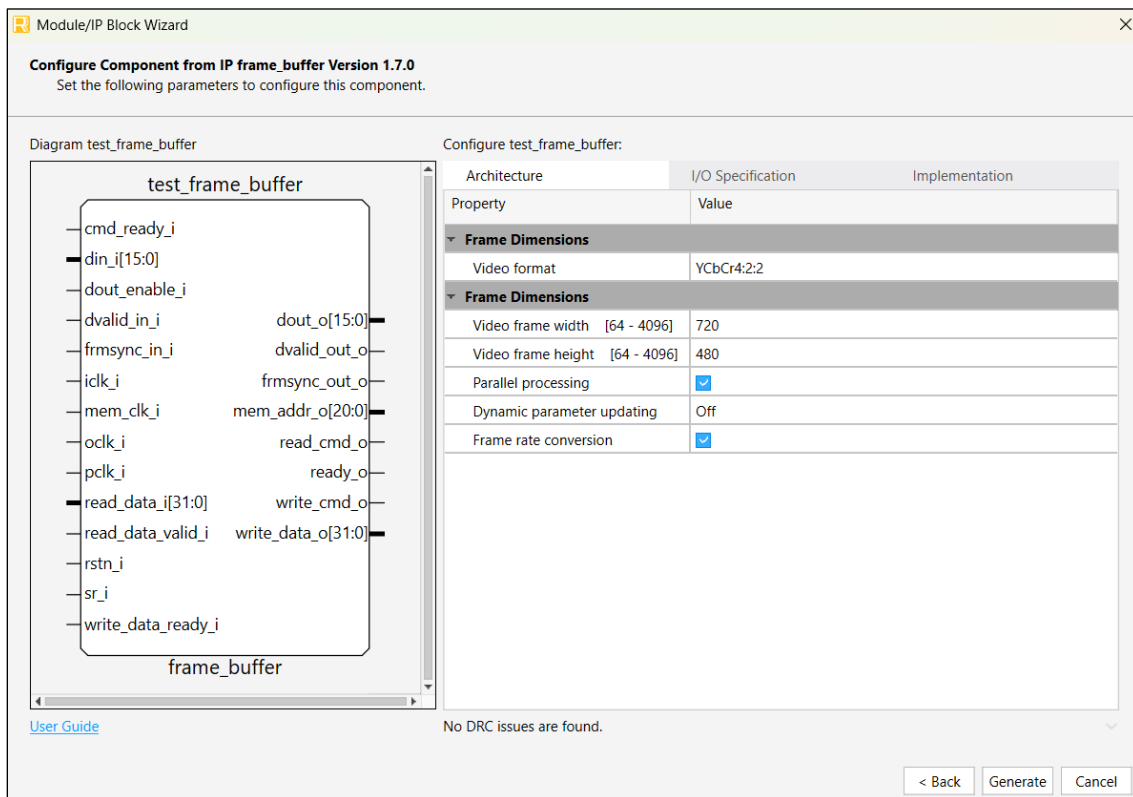 Module/IP Block Wizard
Configure Component from IP frame_buffer Version 1.7.0
Set the following parameters to configure this component.
Diagram test_frame_buffer
test_frame_buffer
cmd_ready_i
din_i[15:0]
dout_enable_i
dvalid_in_i dout_o[15:0]
frmsync_in_i dvalid_out_o
iclk_i frmsync_out_o
mem_clk_i mem_addr_o[20:0]
oclk_i read_cmd_o
pclk_i ready_o
read_data_i[31:0] write_cmd_o
read_data_valid_i write_data_o[31:0]
rstn_i
sr_i
write_data_ready_i
frame_buffer
User Guide
Configure test_frame_buffer:
Architecture I/O Specification Implementation
Property Value
Frame Dimensions
Video format YCbCr4:2:2
Frame Dimensions
Video frame width [64 - 4096] 720
Video frame height [64 - 4096] 480
Parallel processing
Dynamic parameter updating Off
Frame rate conversion
No DRC issues are found.
< Back Generate Cancel